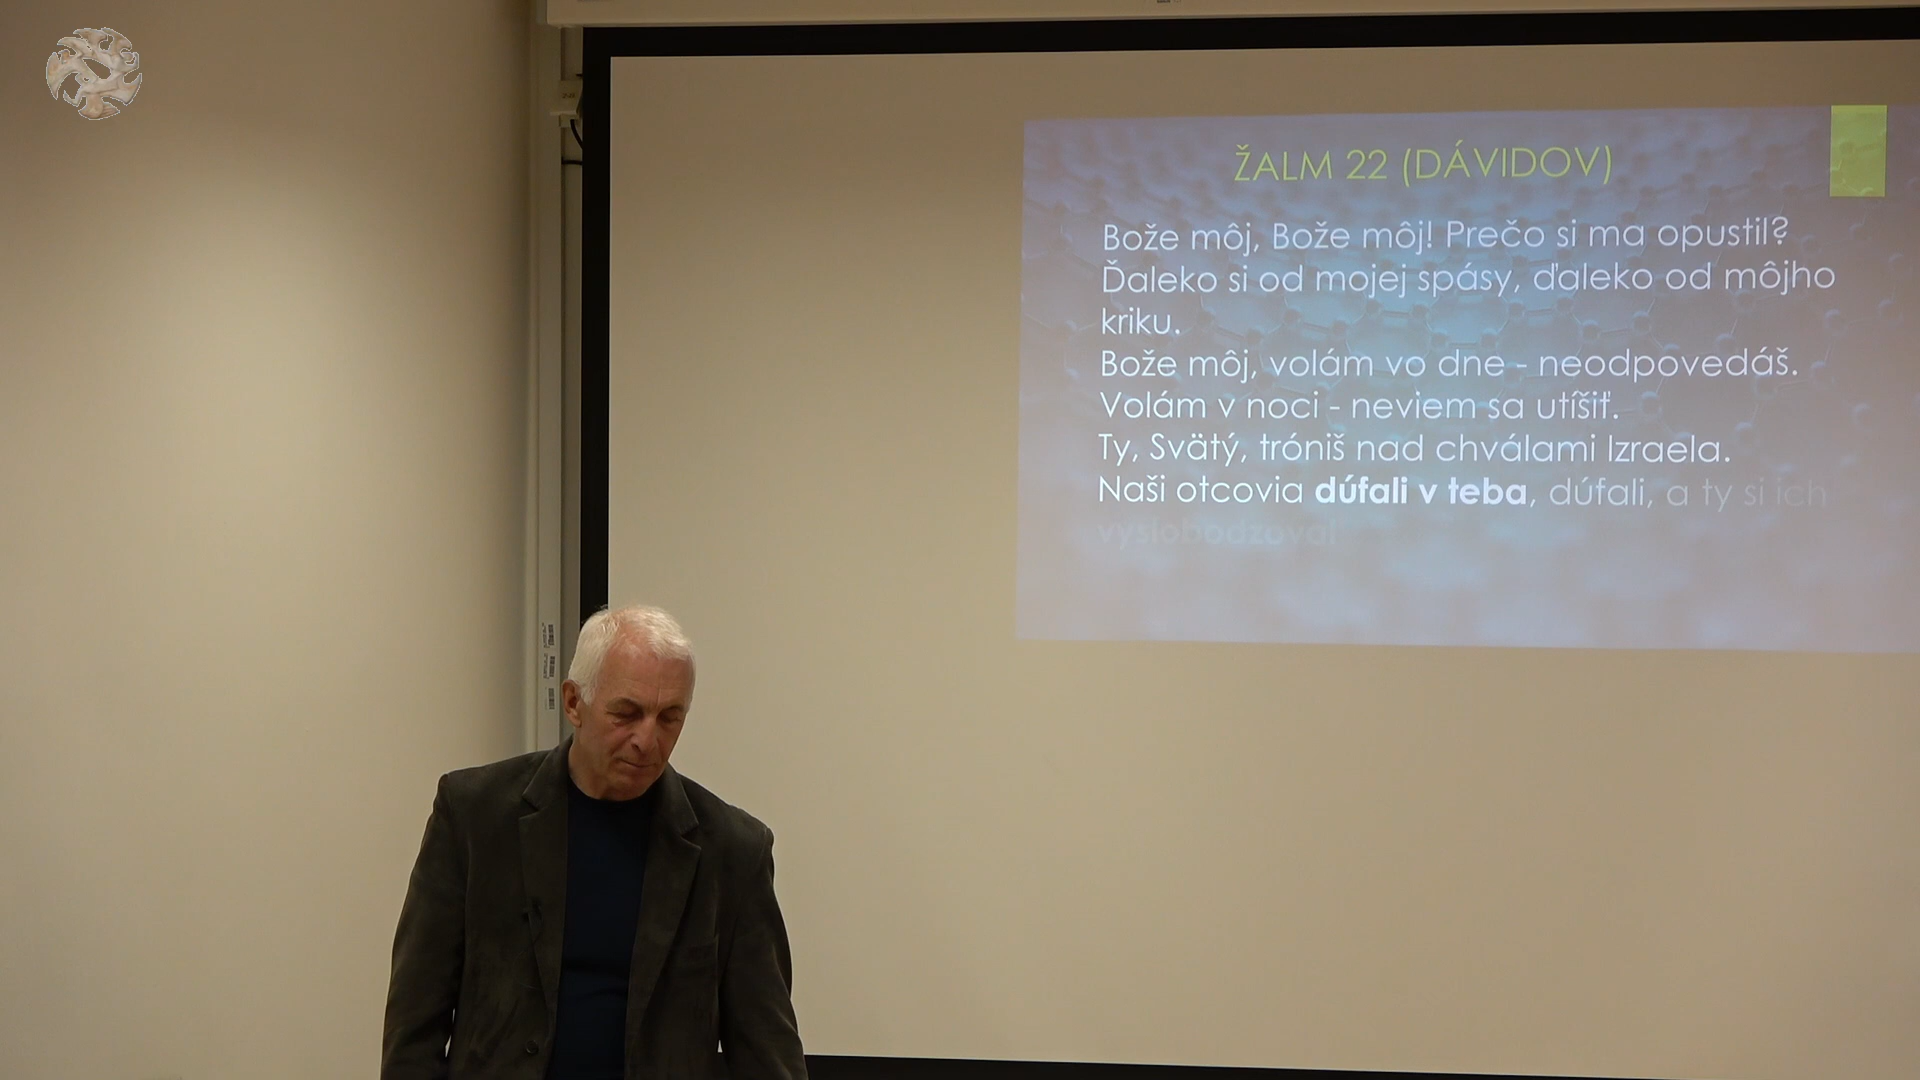 ŽALM 22 (DÁVIDOV)
Bože môj, Bože môj! Prečo si ma opustil?
Ďaleko si od mojej spásy, ďaleko od môjho
kriku.
Bože môj, volám vo dne - neodpovedáš.
Volám v noci - neviem sa utíšiť.
Ty, Svätý, tróniš nad chválami Izraela.
Naši otcovia dúfali v teba, dúfali, a ty si ich
vyslobodzoval